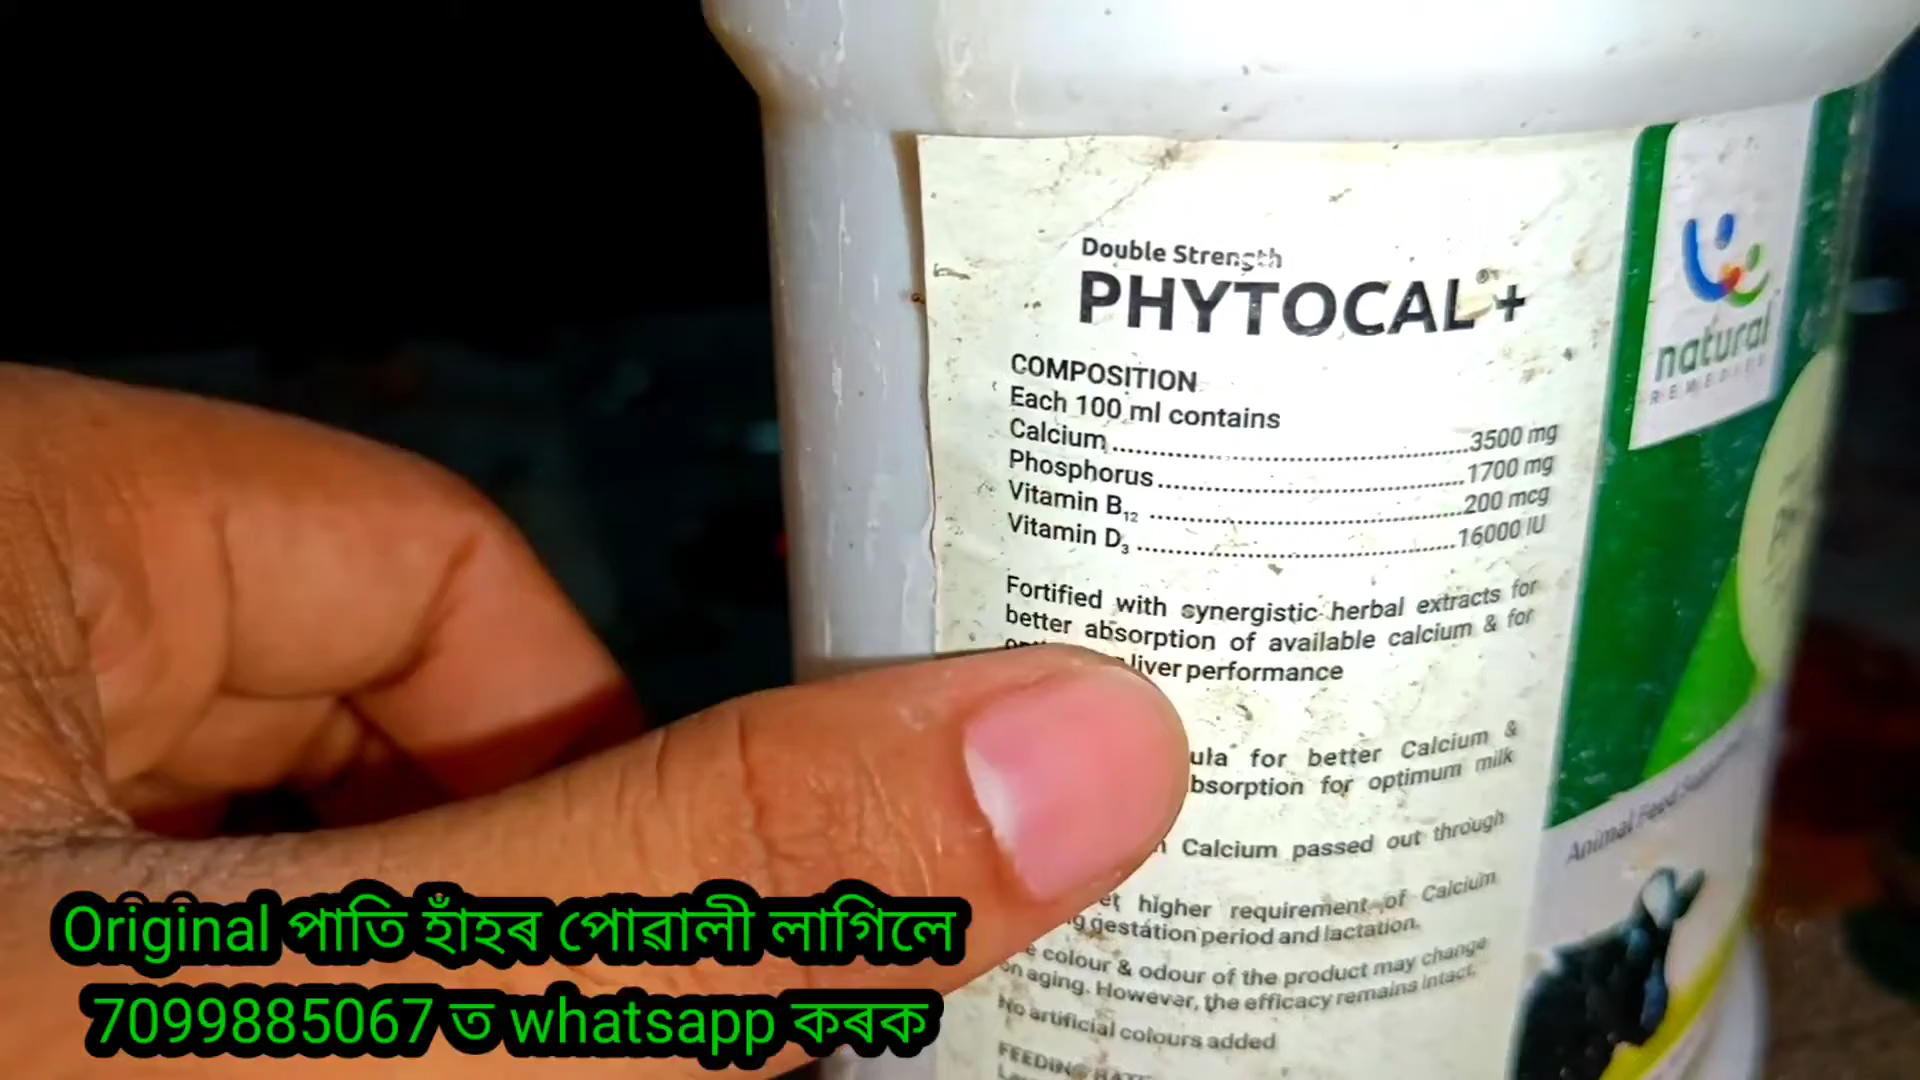 Double Strength
PHYTOCAL®+
COMPOSITION
Each 100 ml contains
Calcium..........3500 mg
Phosphorus..........1700 mg
Vitamin B12..........200 mcg
Vitamin D3..........16000 IU
Fortified with synergistic herbal extracts for
better absorption of available calcium & for
liver performance
for better Calcium &
for optimum milk
Calcium passed out through
higher requirement of Calcium
gestation period and lactation.
colour & odour of the product may change
on aging. However, the efficacy remains intact.
No artificial colours added
FEEDING
natural
REMEDIES
Animal Feed
Original পাতি হাঁহৰ পোৱালী লাগিলে
7099885067 ত whatsapp কৰক